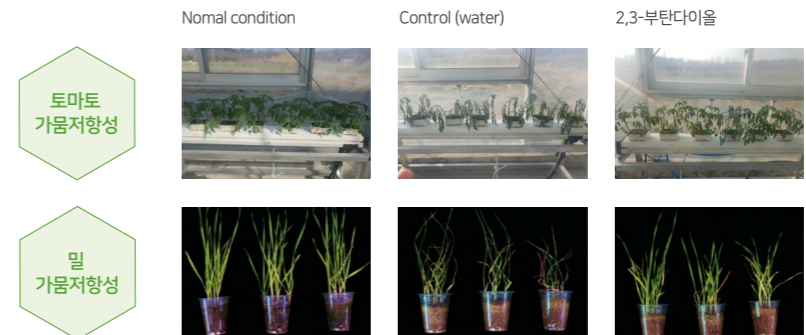 Nomal condition
Control (water)
2,3-부탄다이올
토마토
가뭄저항성
밀
가뭄저항성